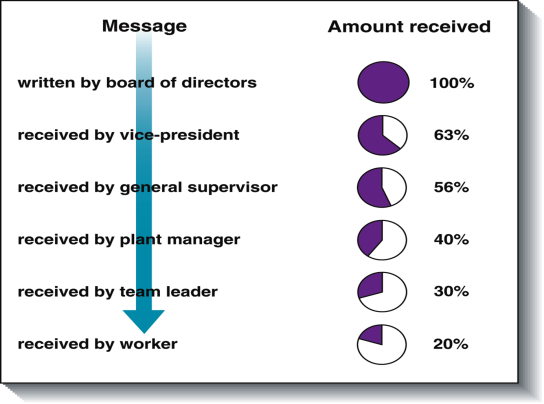 Message Amount received
written by board of directors 100%
received by vice-president 63%
received by general supervisor 56%
received by plant manager 40%
received by team leader 30%
received by worker 20%